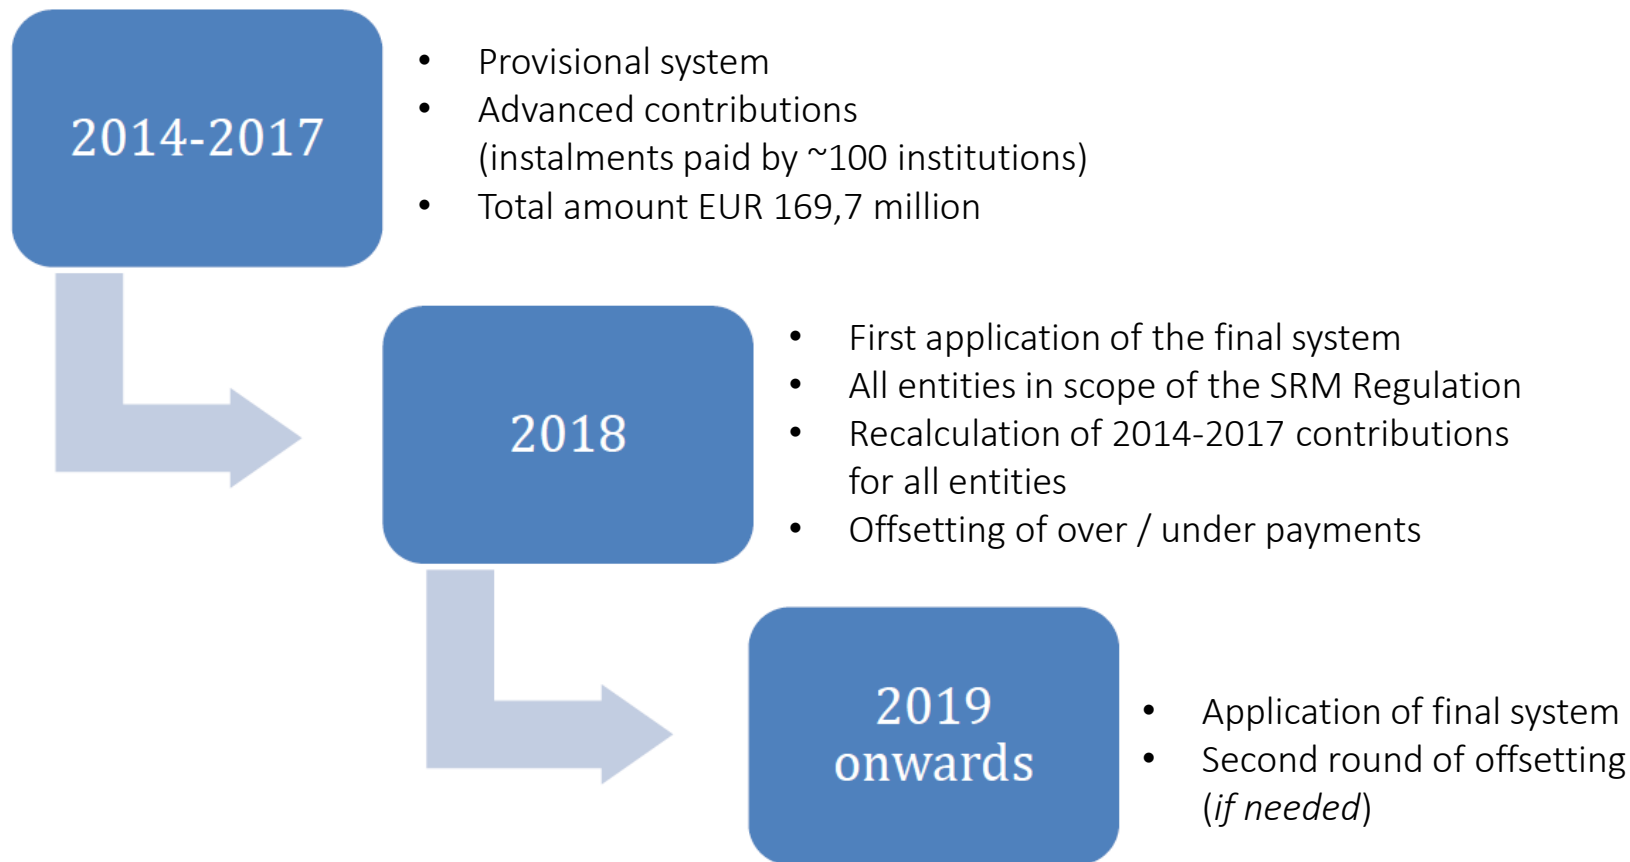 2014-2017
• Provisional system
• Advanced contributions
(instalments paid by ~100 institutions)
• Total amount EUR 169,7 million
2018
• First application of the final system
• All entities in scope of the SRM Regulation
• Recalculation of 2014-2017 contributions
for all entities
• Offsetting of over / under payments
2019
onwards
• Application of final system
• Second round of offsetting
(if needed)